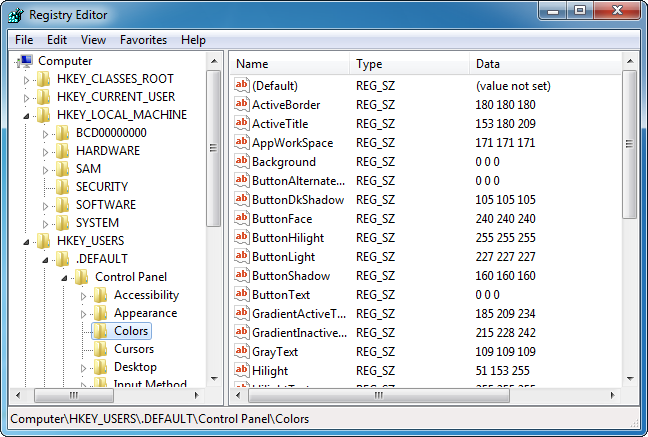 Registry Editor
File Edit View Favorites Help
Computer
HKEY_CLASSES_ROOT
HKEY_CURRENT_USER
HKEY_LOCAL_MACHINE
BCD00000000
HARDWARE
SAM
SECURITY
SOFTWARE
SYSTEM
HKEY_USERS
.DEFAULT
Control Panel
Accessibility
Appearance
Colors
Cursors
Desktop
Input Method
Name Type Data
(Default) REG_SZ (value not set)
ActiveBorder REG_SZ 180 180 180
ActiveTitle REG_SZ 153 180 209
AppWorkSpace REG_SZ 171 171 171
Background REG_SZ 0 0 0
ButtonAlternate... REG_SZ 0 0 0
ButtonDkShadow REG_SZ 105 105 105
ButtonFace REG_SZ 240 240 240
ButtonHilight REG_SZ 255 255 255
ButtonLight REG_SZ 227 227 227
ButtonShadow REG_SZ 160 160 160
ButtonText REG_SZ 0 0 0
GradientActiveT... REG_SZ 185 209 234
GradientInactive... REG_SZ 215 228 242
GrayText REG_SZ 109 109 109
Hilight REG_SZ 51 153 255
HilightText REG_SZ 255 255 255
Computer\HKEY_USERS\.DEFAULT\Control Panel\Colors